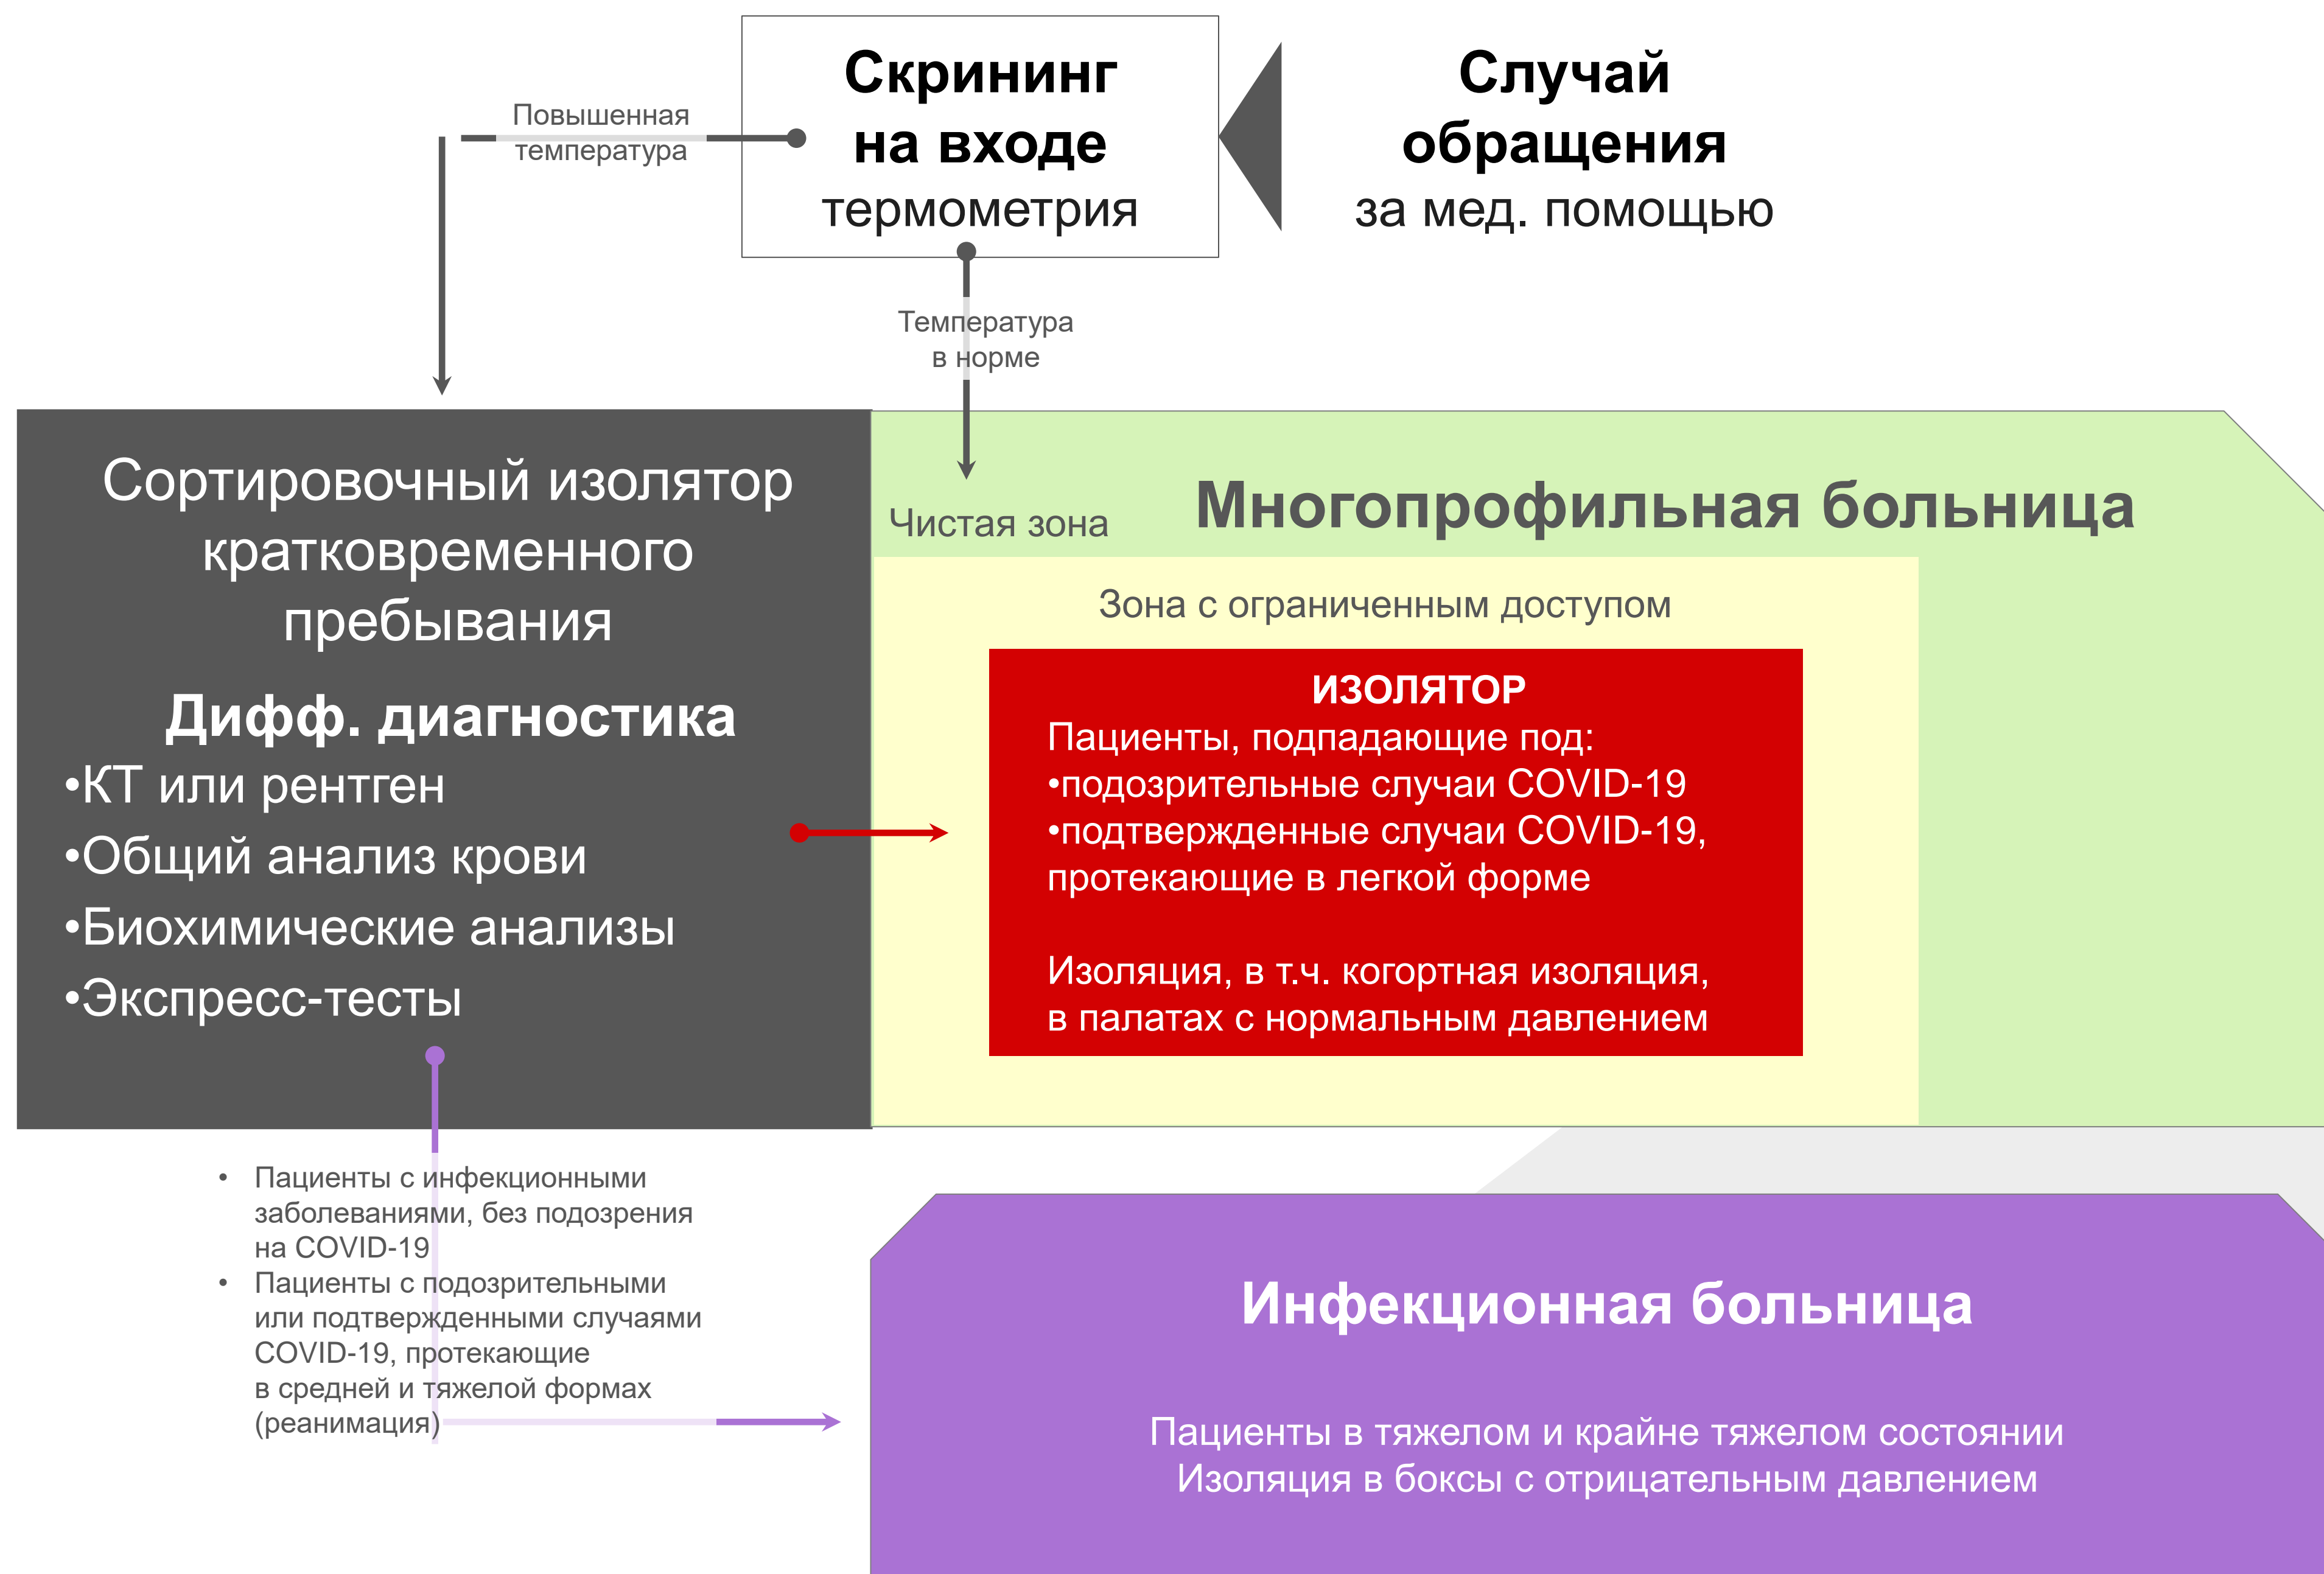 Скрининг
на входе
термометрия
Случай
обращения
за мед. помощью
Повышенная
температура
Температура
в норме
Сортировочный изолятор
кратковременного
пребывания
Дифф. диагностика
•КТ или рентген
•Общий анализ крови
•Биохимические анализы
•Экспресс-тесты
Чистая зона
Многопрофильная больница
Зона с ограниченным доступом
ИЗОЛЯТОР
Пациенты, подпадающие под:
•подозрительные случаи COVID-19
•подтвержденные случаи COVID-19,
протекающие в легкой форме
Изоляция, в т.ч. когортная изоляция,
в палатах с нормальным давлением
• Пациенты с инфекционными
заболеваниями, без подозрения
на COVID-19
• Пациенты с подозрительными
или подтвержденными случаями
COVID-19, протекающие
в средней и тяжелой формах
(реанимация)
Инфекционная больница
Пациенты в тяжелом и крайне тяжелом состоянии
Изоляция в боксы с отрицательным давлением